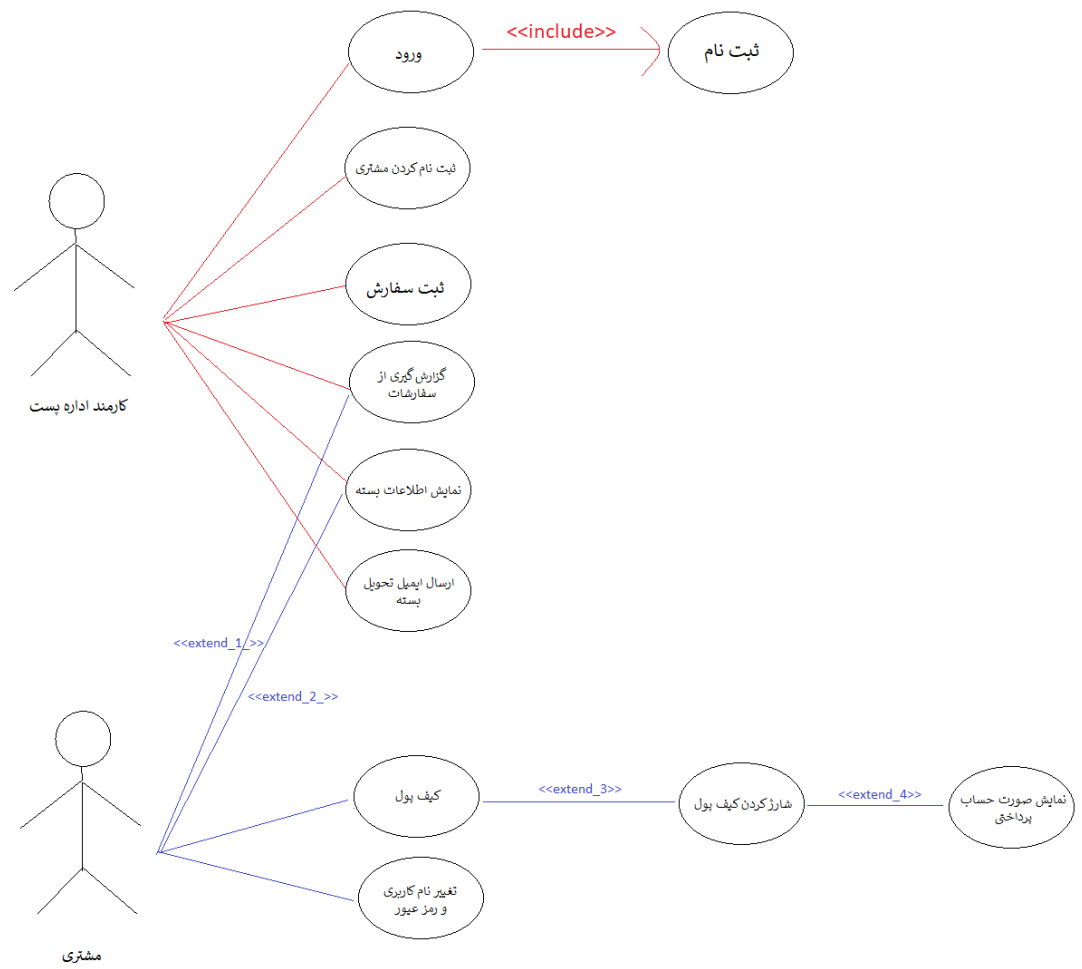 ورود
<<include>>
ثبت نام
ثبت نام کردن مشتری
ثبت سفارش
گزارش گیری از
سفارشات
کارمند اداره پست
نمایش اطلاعات بسته
ارسال ایمیل تحویل
بسته
<<extend_1_>>
<<extend_2_>>
کیف پول
<<extend_3>>
شارژ کردن کیف پول
<<extend_4>>
نمایش صورت حساب
پرداختی
تغییر نام کاربری
و رمز عبور
مشتری